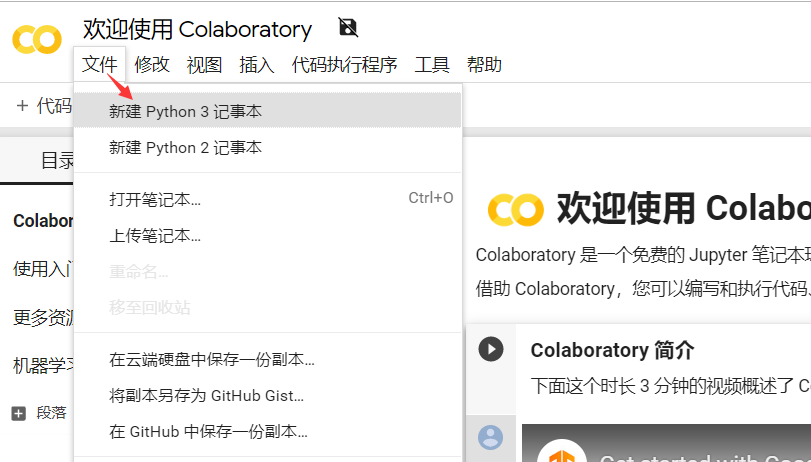 欢迎使用 Colaboratory
文件 修改 视图 插入 代码执行程序 工具 帮助
+ 代码
新建 Python 3 记事本
新建 Python 2 记事本
打开笔记本... Ctrl+O
上传笔记本...
重命名...
移至回收站
在云端硬盘中保存一份副本...
将副本另存为 GitHub Gist...
在 GitHub 中保存一份副本...
目录
Colabor
使用入门
更多资源
机器学习
段落
欢迎使用 Colabo
Colaboratory 是一个免费的 Jupyter 笔记本环
借助 Colaboratory，您可以编写和执行代码、
Colaboratory 简介
下面这个时长 3 分钟的视频概述了 Co
Get started with Goog